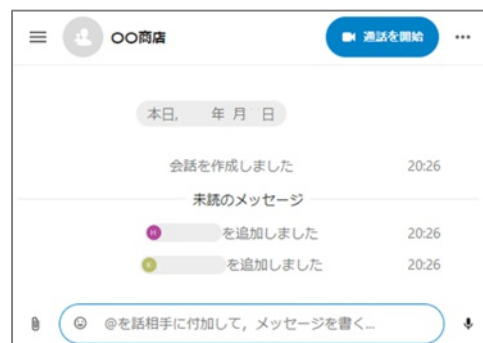 〇〇商店 通話を開始
本日, 年 月 日
会話を作成しました 20:26
未読のメッセージ
H を追加しました 20:26
K を追加しました 20:26
@を話相手に付加して，メッセージを書く...